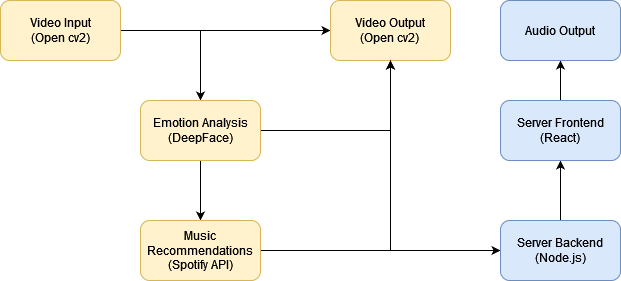 Video Input
(Open cv2)
Video Output
(Open cv2)
Audio Output
Emotion Analysis
(DeepFace)
Server Frontend
(React)
Music
Recommendations
(Spotify API)
Server Backend
(Node.js)